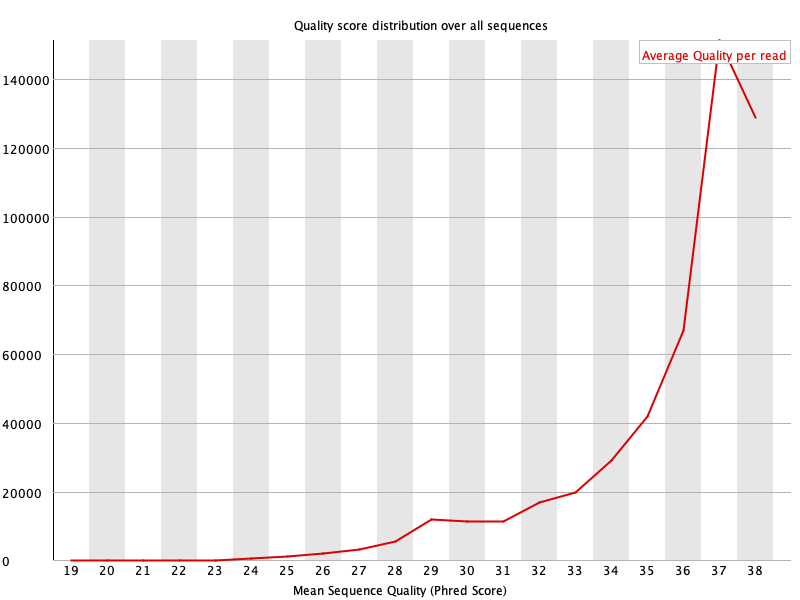 Quality score distribution over all sequences
Average Quality per read
140000
120000
100000
80000
60000
40000
20000
0
19 20 21 22 23 24 25 26 27 28 29 30 31 32 33 34 35 36 37 38
Mean Sequence Quality (Phred Score)